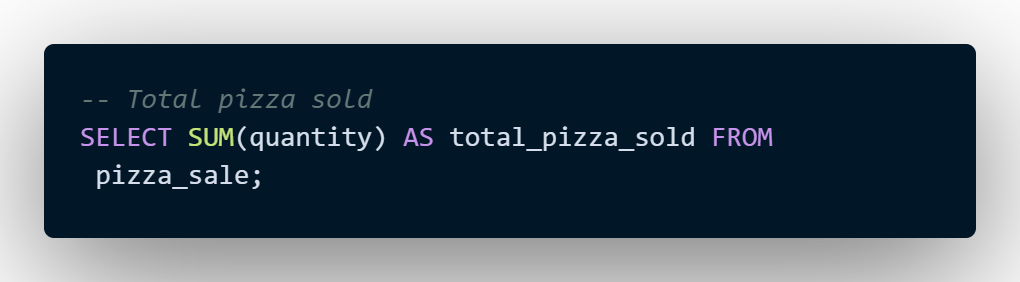 -- Total pizza sold
SELECT SUM(quantity) AS total_pizza_sold FROM
pizza_sale;